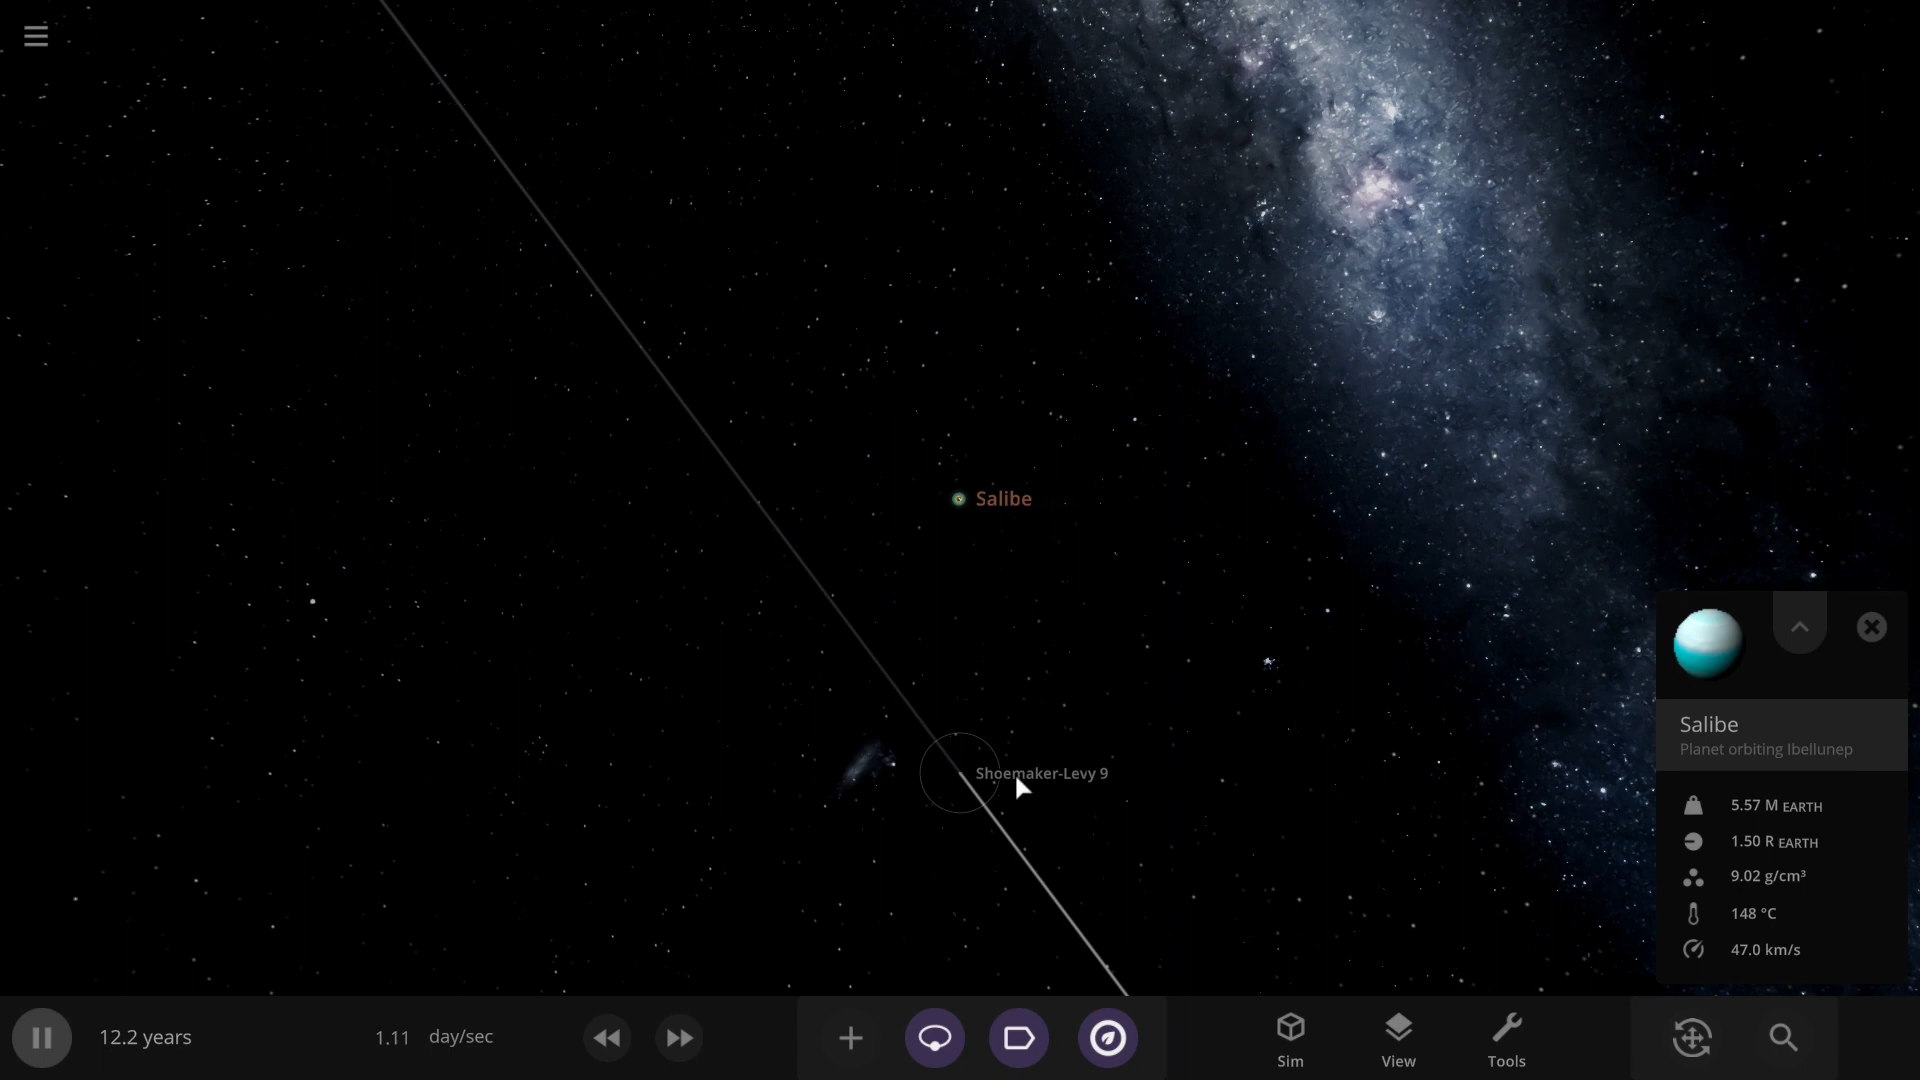 Salibe
Shoemaker-Levy 9
Salibe
Planet orbiting Ibellunep
5.57 M EARTH
1.50 R EARTH
9.02 g/cm³
148 °C
47.0 km/s
12.2 years
1.11 day/sec
Sim
View
Tools